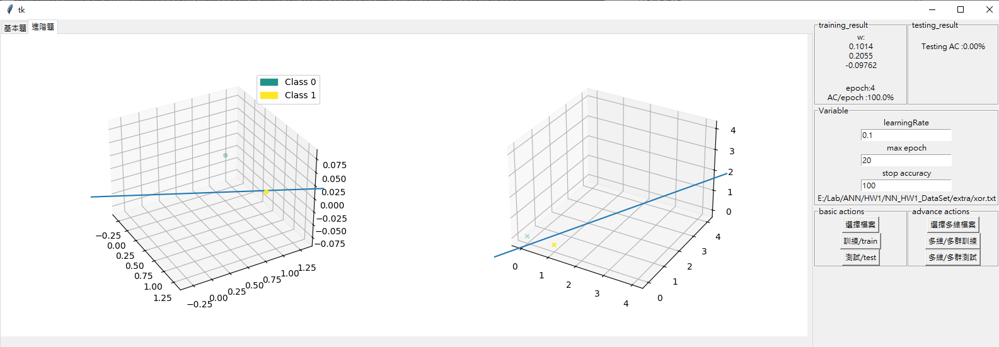 tk
基本題 進階題
Class 0
Class 1
0.075
0.050
0.025
0.000
−0.025
−0.050
−0.075
−0.25
0.00
0.25
0.50
0.75
1.00
1.25
−0.25
0.00
0.25
0.50
0.75
1.00
1.25
4
3
2
1
0
0
1
2
3
4
0
1
2
3
4
training_result
w:
0.1014
0.2055
-0.09762
epoch:4
AC/epoch :100.0%
testing_result
Testing AC :0.00%
Variable
learningRate
0.1
max epoch
20
stop accuracy
100
E:/Lab/ANN/HW1/NN_HW1_DataSet/extra/xor.txt
basic actions
選擇檔案
訓練/train
測試/test
advance actions
選擇多維檔案
多維/多群訓練
多維/多群測試